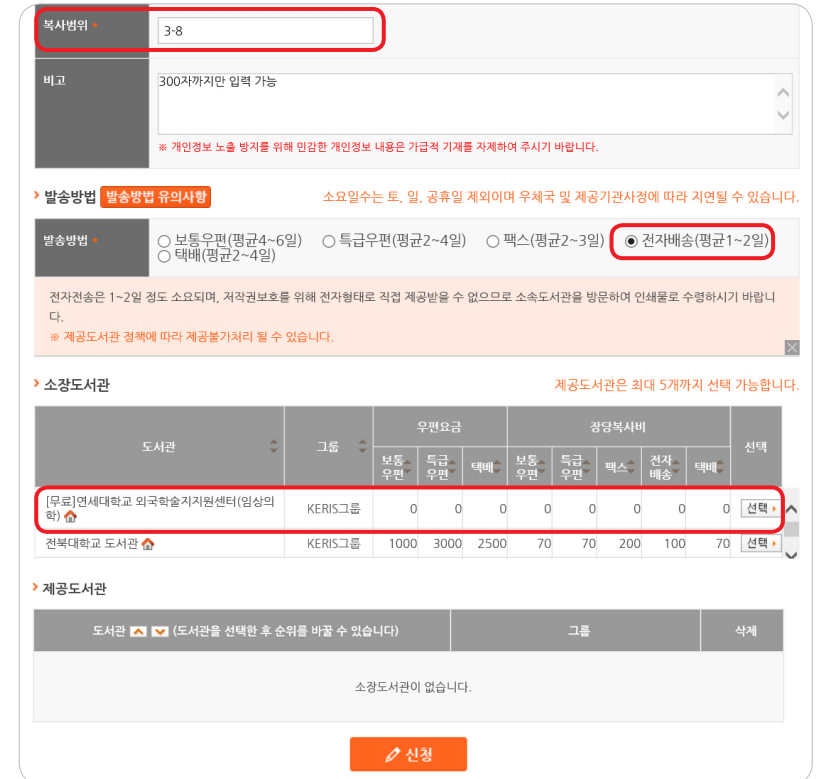 복사범위 *
3-8
비고
300자까지만 입력 가능
※ 개인정보 노출 방지를 위해 민감한 개인정보 내용은 가급적 기재를 자제하여 주시기 바랍니다.
발송방법 발송방법 유의사항 소요일수는 토, 일, 공휴일 제외이며 우체국 및 제공기관사정에 따라 지연될 수 있습니다.
발송방법 *
보통우편(평균4~6일) 특급우편(평균2~4일) 팩스(평균2~3일) 전자배송(평균1~2일)
택배(평균2~4일)
전자전송은 1~2일 정도 소요되며, 저작권보호를 위해 전자형태로 직접 제공받을 수 없으므로 소속도서관을 방문하여 인쇄물로 수령하시기 바랍니
다.
※ 제공도서관 정책에 따라 제공불가처리 될 수 있습니다.
소장도서관 제공도서관은 최대 5개까지 선택 가능합니다.
도서관 그룹 우편요금 장당복사비 선택
보통우편 특급우편 택배 보통우편 특급우편 팩스 전자배송 택배
[무료]연세대학교 외국학술지지원센터(임상의
학) KERIS그룹 0 0 0 0 0 0 0 0 선택
전북대학교 도서관 KERIS그룹 1000 3000 2500 70 70 200 100 70 선택
제공도서관
도서관 (도서관을 선택한 후 순위를 바꿀 수 있습니다) 그룹 삭제
소장도서관이 없습니다.
신청